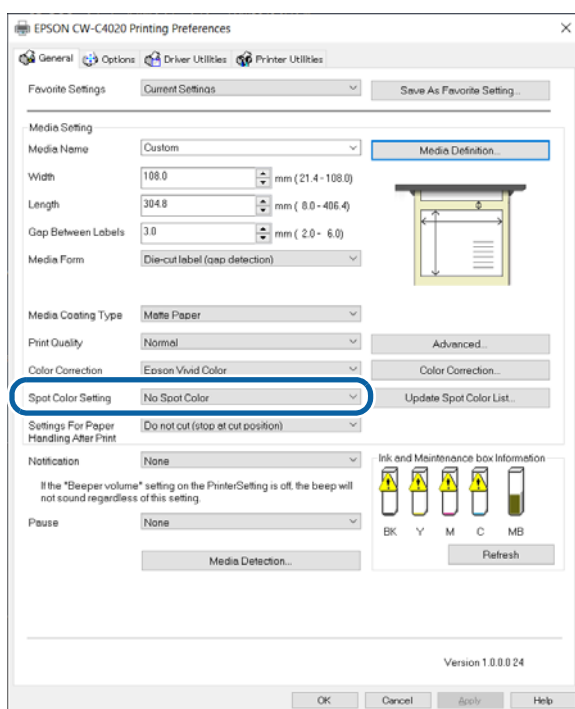 EPSON CW-C4020 Printing Preferences
General Options Driver Utilities Printer Utilities
Favorite Settings Current Settings Save As Favorite Setting...
Media Setting
Media Name Custom Media Definition...
Width 108.0 mm ( 21.4 - 108.0)
Length 304.8 mm ( 8.0 - 406.4)
Gap Between Labels 3.0 mm ( 2.0 - 6.0)
Media Form Die-cut label (gap detection)
Media Coating Type Matte Paper
Print Quality Normal Advanced...
Color Correction Epson Vivid Color Color Correction...
Spot Color Setting No Spot Color Update Spot Color List...
Settings For Paper
Handling After Print Do not cut (stop at cut position)
Notification None
If the "Beeper volume" setting on the PrinterSetting is off, the beep will
not sound regardless of this setting.
Pause None
Media Detection...
Ink and Maintenance box Information
BK Y M C MB
Refresh
Version 1.0.0.0 24
OK Cancel Apply Help